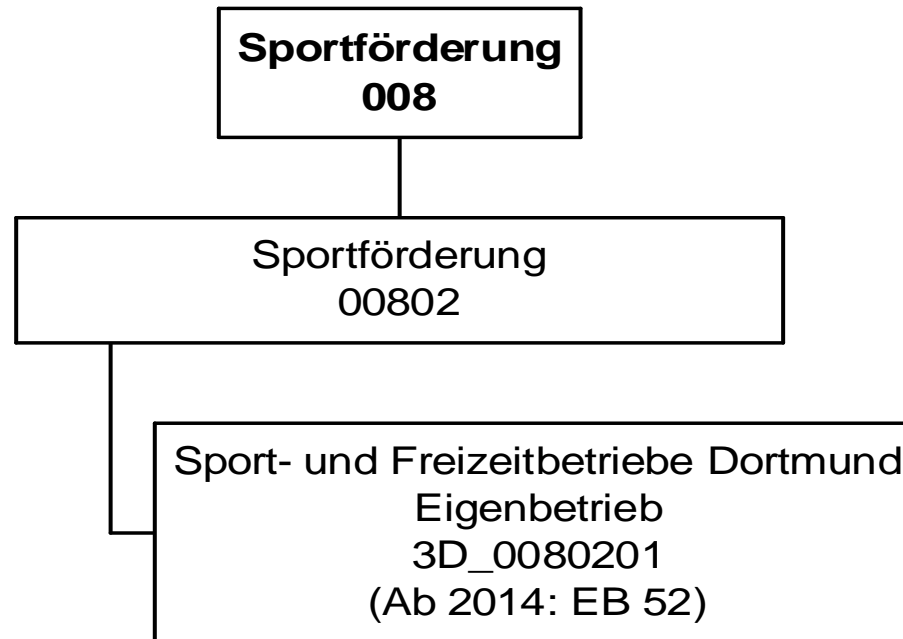 Sportförderung
008
Sportförderung
00802
Sport- und Freizeitbetriebe Dortmund
Eigenbetrieb
3D_0080201
(Ab 2014: EB 52)